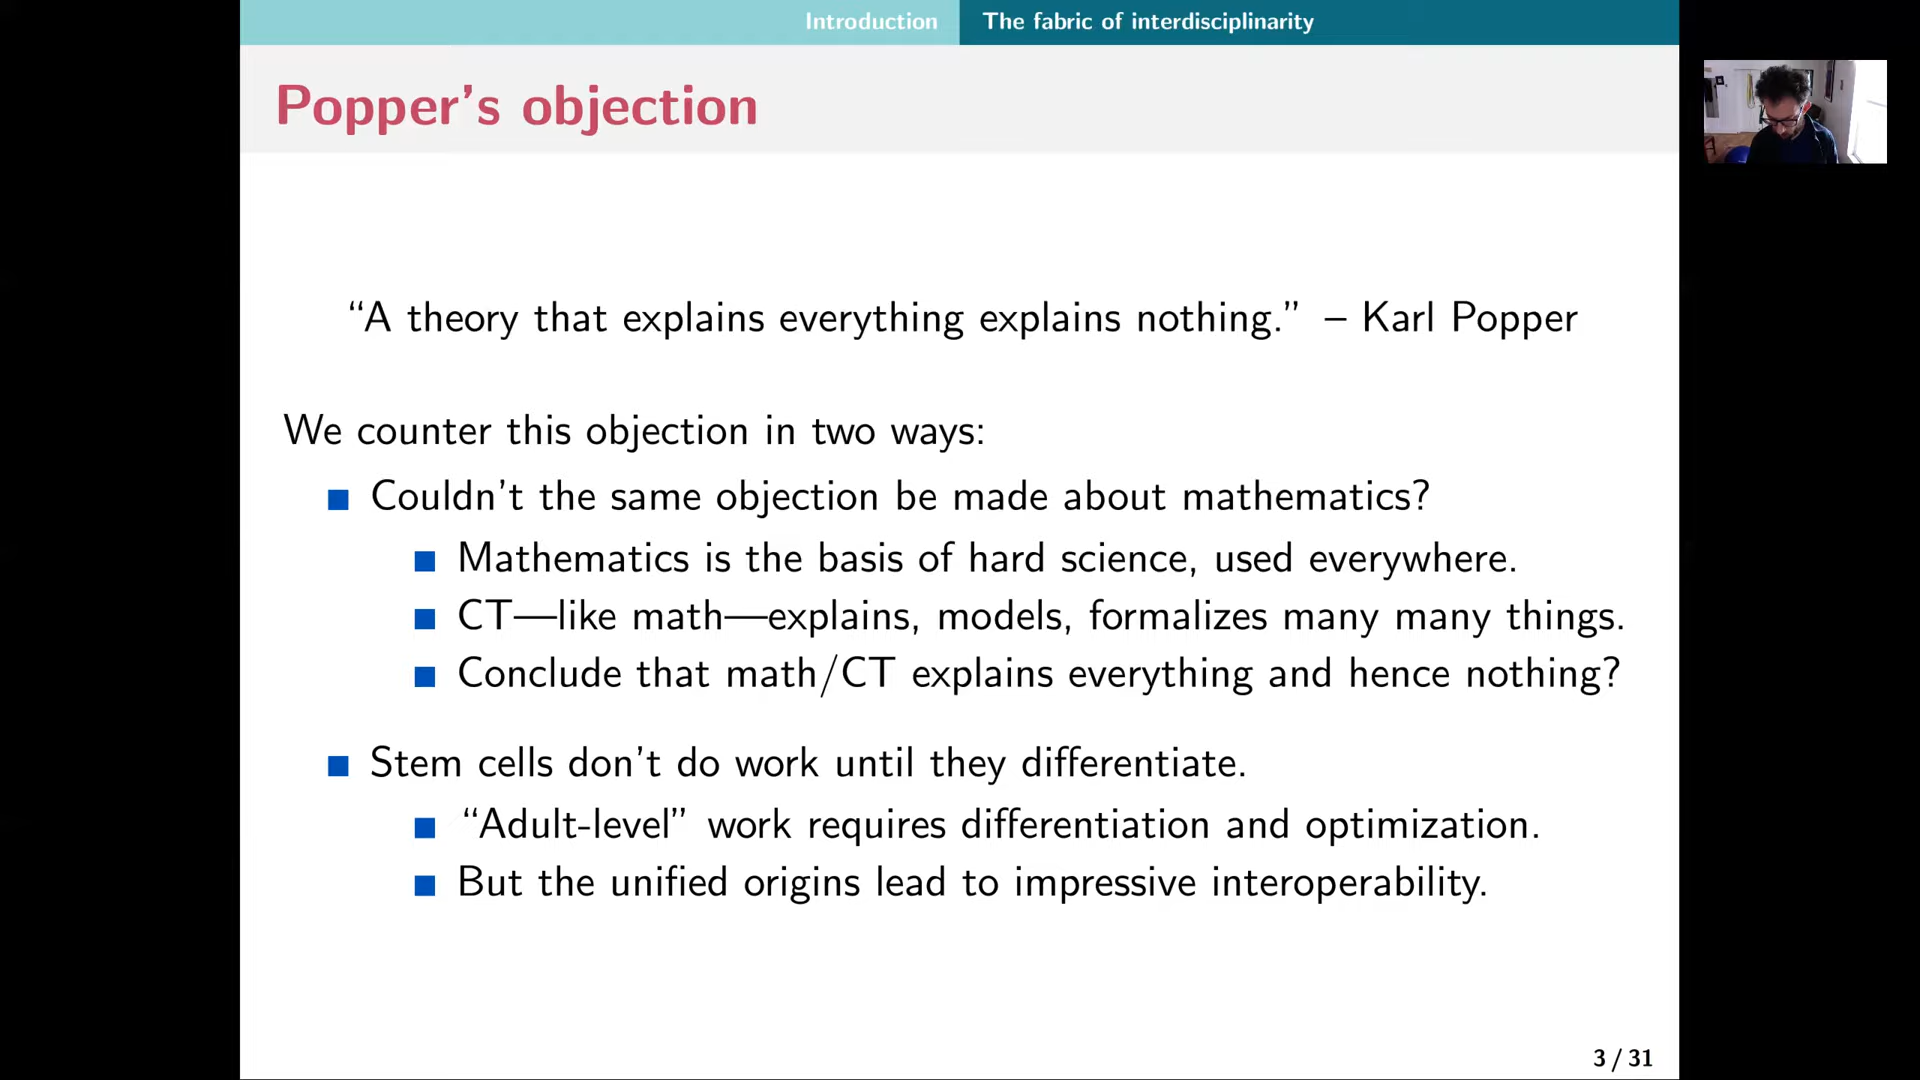 Introduction
The fabric of interdisciplinarity
Popper's objection
“A theory that explains everything explains nothing.” – Karl Popper
We counter this objection in two ways:
Couldn't the same objection be made about mathematics?
Mathematics is the basis of hard science, used everywhere.
CT—like math—explains, models, formalizes many many things.
Conclude that math/CT explains everything and hence nothing?
Stem cells don't do work until they differentiate.
“Adult-level” work requires differentiation and optimization.
But the unified origins lead to impressive interoperability.
3 / 31